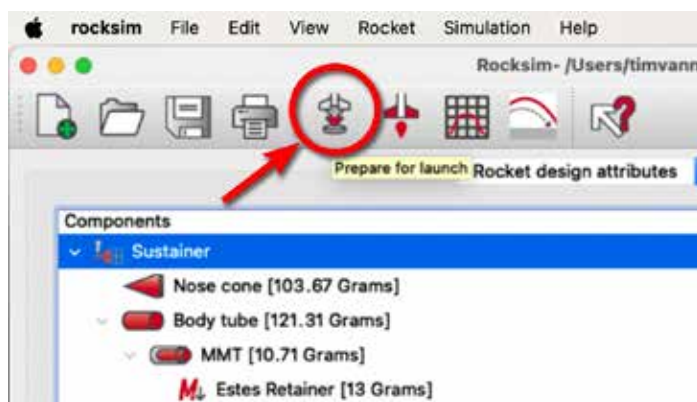 rocksim File Edit View Rocket Simulation Help
Rocksim- /Users/timvann
Prepare for launch Rocket design attributes
Components
Sustainer
Nose cone [103.67 Grams]
Body tube [121.31 Grams]
MMT [10.71 Grams]
Estes Retainer [13 Grams]